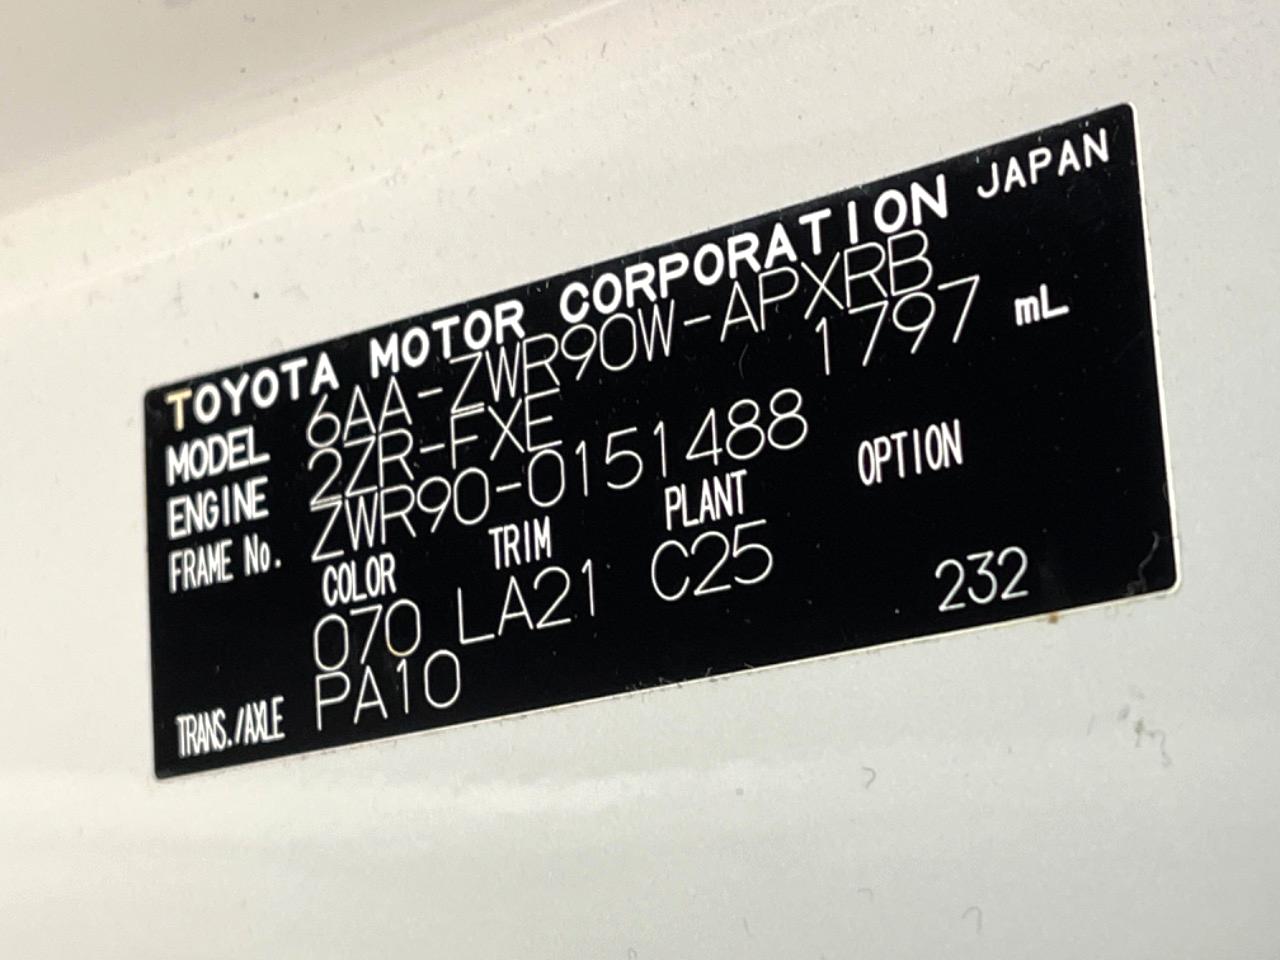 TOYOTA MOTOR CORPORATION JAPAN
MODEL 6AA-ZWR90W-APXRB
ENGINE 2ZR-FXE 1797 mL
FRAME No. ZWR90-0151488
COLOR TRIM PLANT OPTION
070 LA21 C25 232
TRANS./AXLE PA10